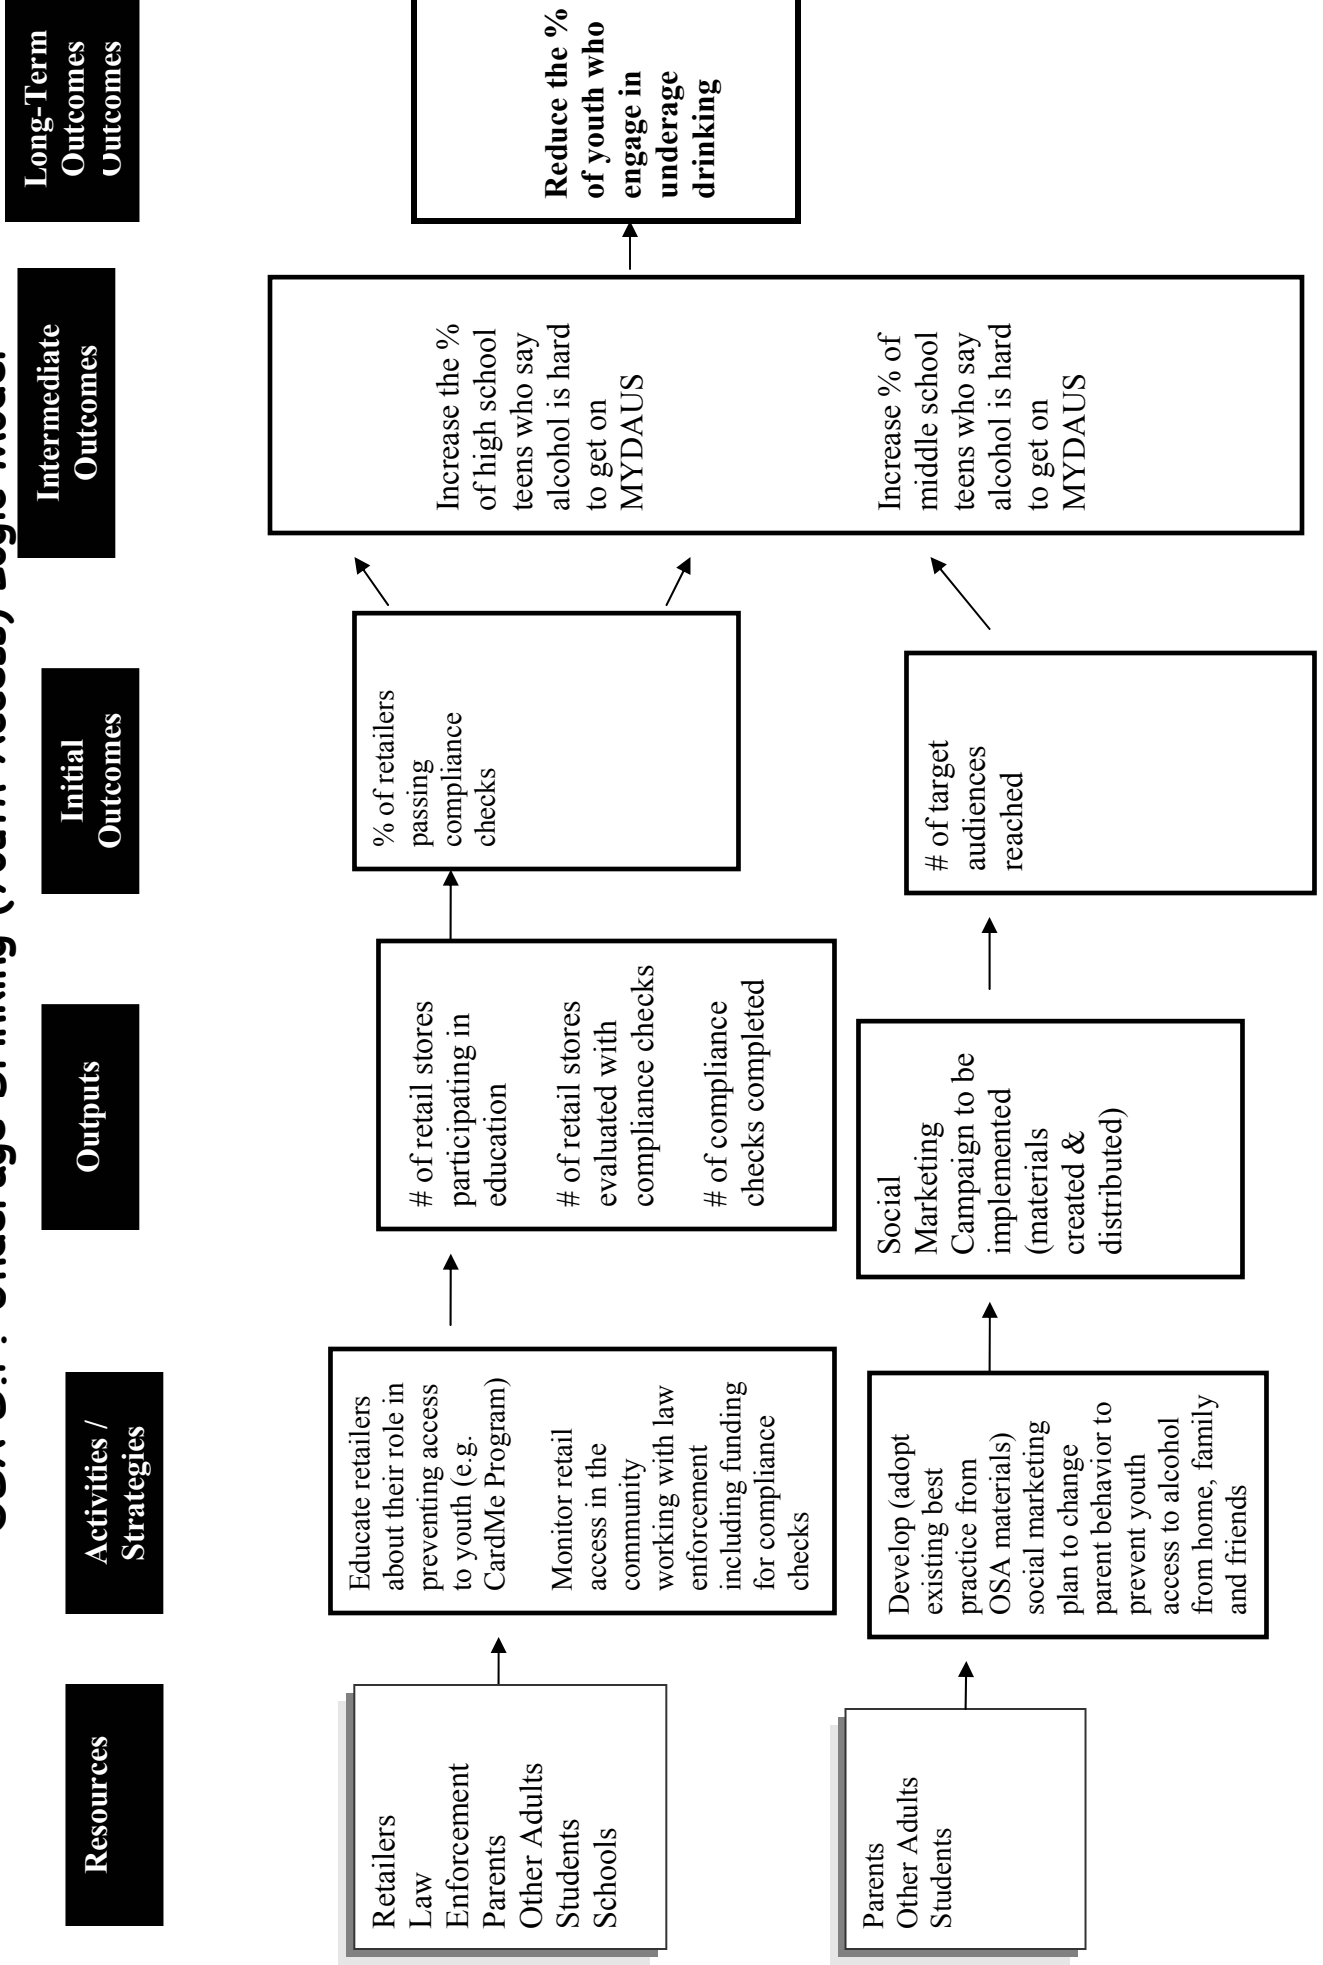 Underage Drinking (Youth Access) Logic Model
Resources
Activities /
Strategies
Outputs
Initial
Outcomes
Intermediate
Outcomes
Long-Term
Outcomes
Outcomes
Retailers
Law
Enforcement
Parents
Other Adults
Students
Schools
Educate retailers
about their role in
preventing access
to youth (e.g.
CardMe Program)
Monitor retail
access in the
community
working with law
enforcement
including funding
for compliance
checks
# of retail stores
participating in
education
# of retail stores
evaluated with
compliance checks
# of compliance
checks completed
% of retailers
passing
compliance
checks
Increase the %
of high school
teens who say
alcohol is hard
to get on
MYDAUS
Increase % of
middle school
teens who say
alcohol is hard
to get on
MYDAUS
Reduce the %
of youth who
engage in
underage
drinking
Parents
Other Adults
Students
Develop (adopt
existing best
practice from
OSA materials)
social marketing
plan to change
parent behavior to
prevent youth
access to alcohol
from home, family
and friends
Social
Marketing
Campaign to be
implemented
(materials
created &
distributed)
# of target
audiences
reached